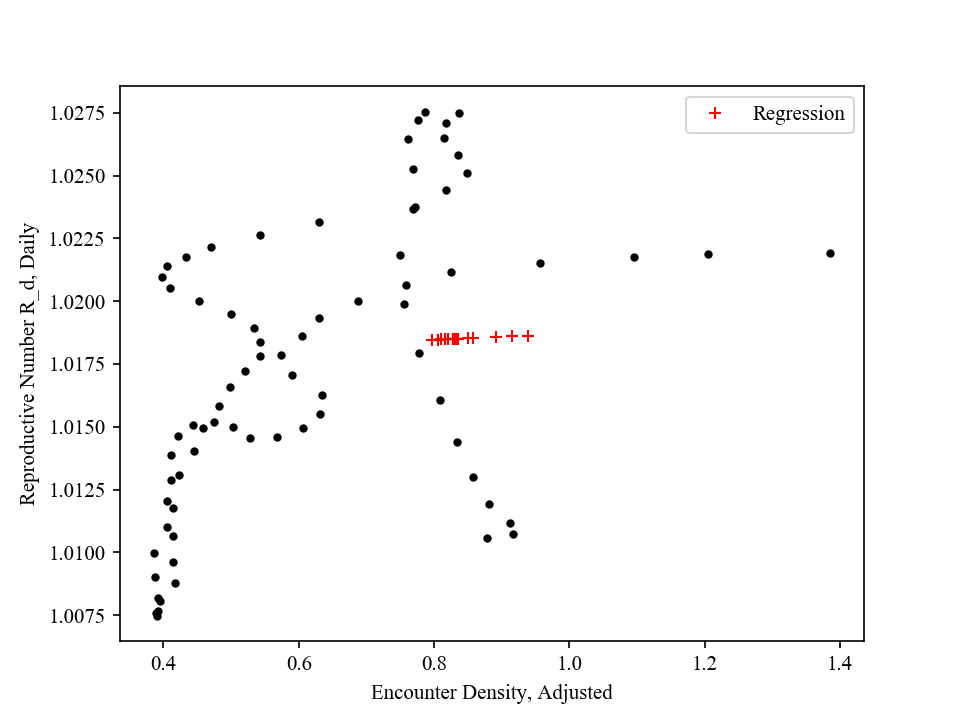 Regression
1.0275
1.0250
1.0225
1.0200
1.0175
1.0150
1.0125
1.0100
1.0075
Reproductive Number R_d, Daily
0.4 0.6 0.8 1.0 1.2 1.4
Encounter Density, Adjusted